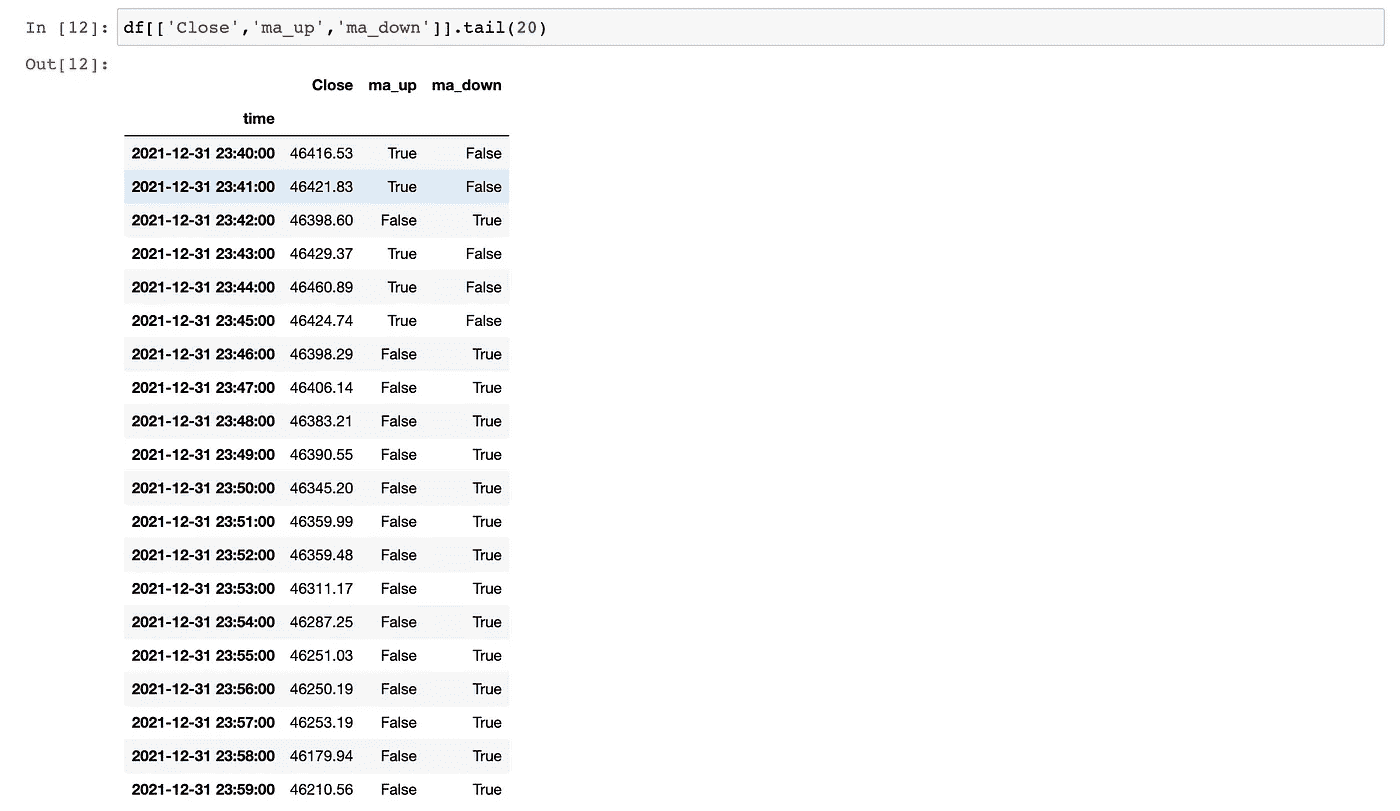 In [12]: df[['Close','ma_up','ma_down']].tail(20)
Out[12]:
Close ma_up ma_down
time
2021-12-31 23:40:00 46416.53 True False
2021-12-31 23:41:00 46421.83 True False
2021-12-31 23:42:00 46398.60 False True
2021-12-31 23:43:00 46429.37 True False
2021-12-31 23:44:00 46460.89 True False
2021-12-31 23:45:00 46424.74 True False
2021-12-31 23:46:00 46398.29 False True
2021-12-31 23:47:00 46406.14 False True
2021-12-31 23:48:00 46383.21 False True
2021-12-31 23:49:00 46390.55 False True
2021-12-31 23:50:00 46345.20 False True
2021-12-31 23:51:00 46359.99 False True
2021-12-31 23:52:00 46359.48 False True
2021-12-31 23:53:00 46311.17 False True
2021-12-31 23:54:00 46287.25 False True
2021-12-31 23:55:00 46251.03 False True
2021-12-31 23:56:00 46250.19 False True
2021-12-31 23:57:00 46253.19 False True
2021-12-31 23:58:00 46179.94 False True
2021-12-31 23:59:00 46210.56 False True